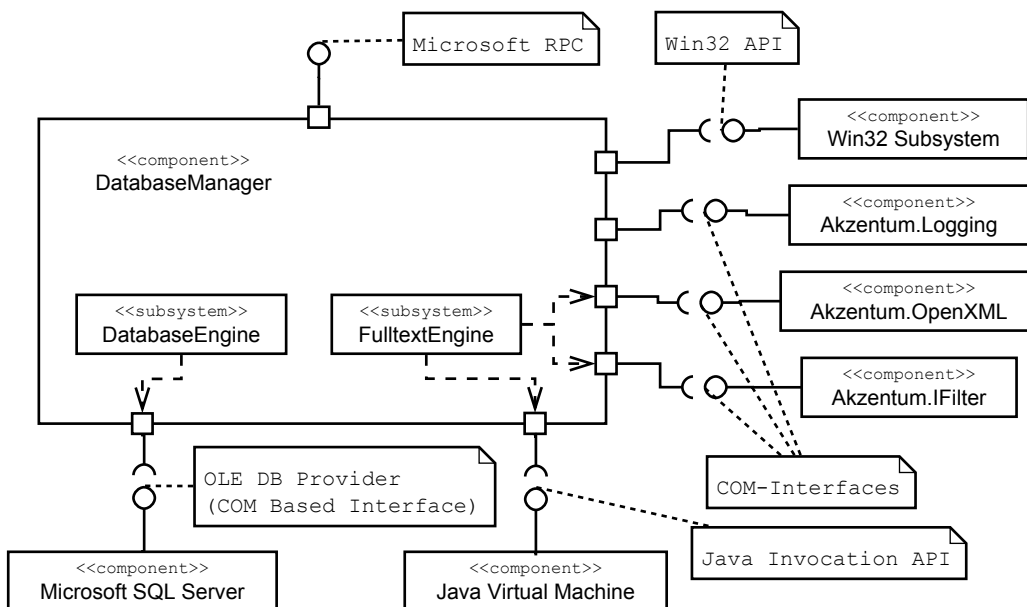 Microsoft RPC
Win32 API
<<component>>
DatabaseManager
<<component>>
Win32 Subsystem
<<component>>
Akzentum.Logging
<<component>>
Akzentum.OpenXML
<<component>>
Akzentum.IFilter
<<subsystem>>
DatabaseEngine
<<subsystem>>
FulltextEngine
OLE DB Provider
(COM Based Interface)
COM-Interfaces
Java Invocation API
<<component>>
Microsoft SQL Server
<<component>>
Java Virtual Machine